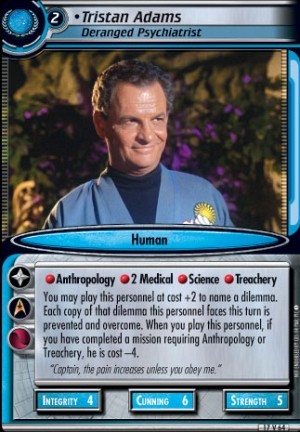 2 •Tristan Adams
Deranged Psychiatrist
Human
Anthropology 2 Medical Science Treachery
You may play this personnel at cost +2 to name a dilemma.
Each copy of that dilemma this personnel faces this turn is
prevented and overcome. When you play this personnel, if
you have completed a mission requiring Anthropology
or Treachery, he is cost –4.
"Captain, the pain increases unless you obey me."
INTEGRITY 4 CUNNING 6 STRENGTH 5
17 V 44